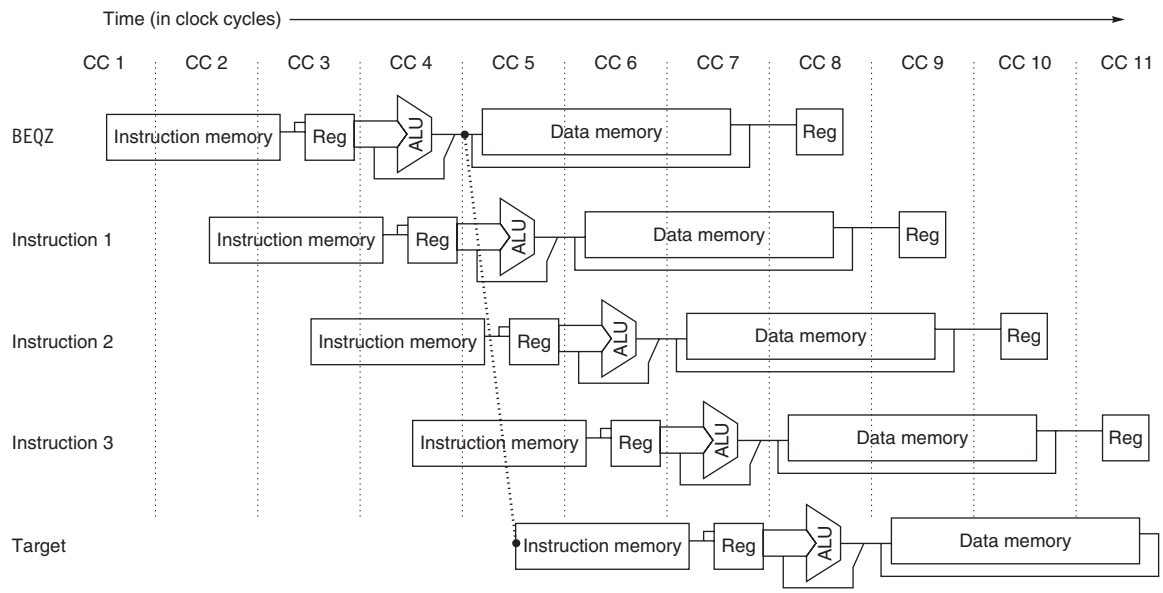 Time (in clock cycles)
CC 1 CC 2 CC 3 CC 4 CC 5 CC 6 CC 7 CC 8 CC 9 CC 10 CC 11
BEQZ Instruction memory Reg ALU Data memory Reg
Instruction 1 Instruction memory Reg ALU Data memory Reg
Instruction 2 Instruction memory Reg ALU Data memory Reg
Instruction 3 Instruction memory Reg ALU Data memory Reg
Target Instruction memory Reg ALU Data memory